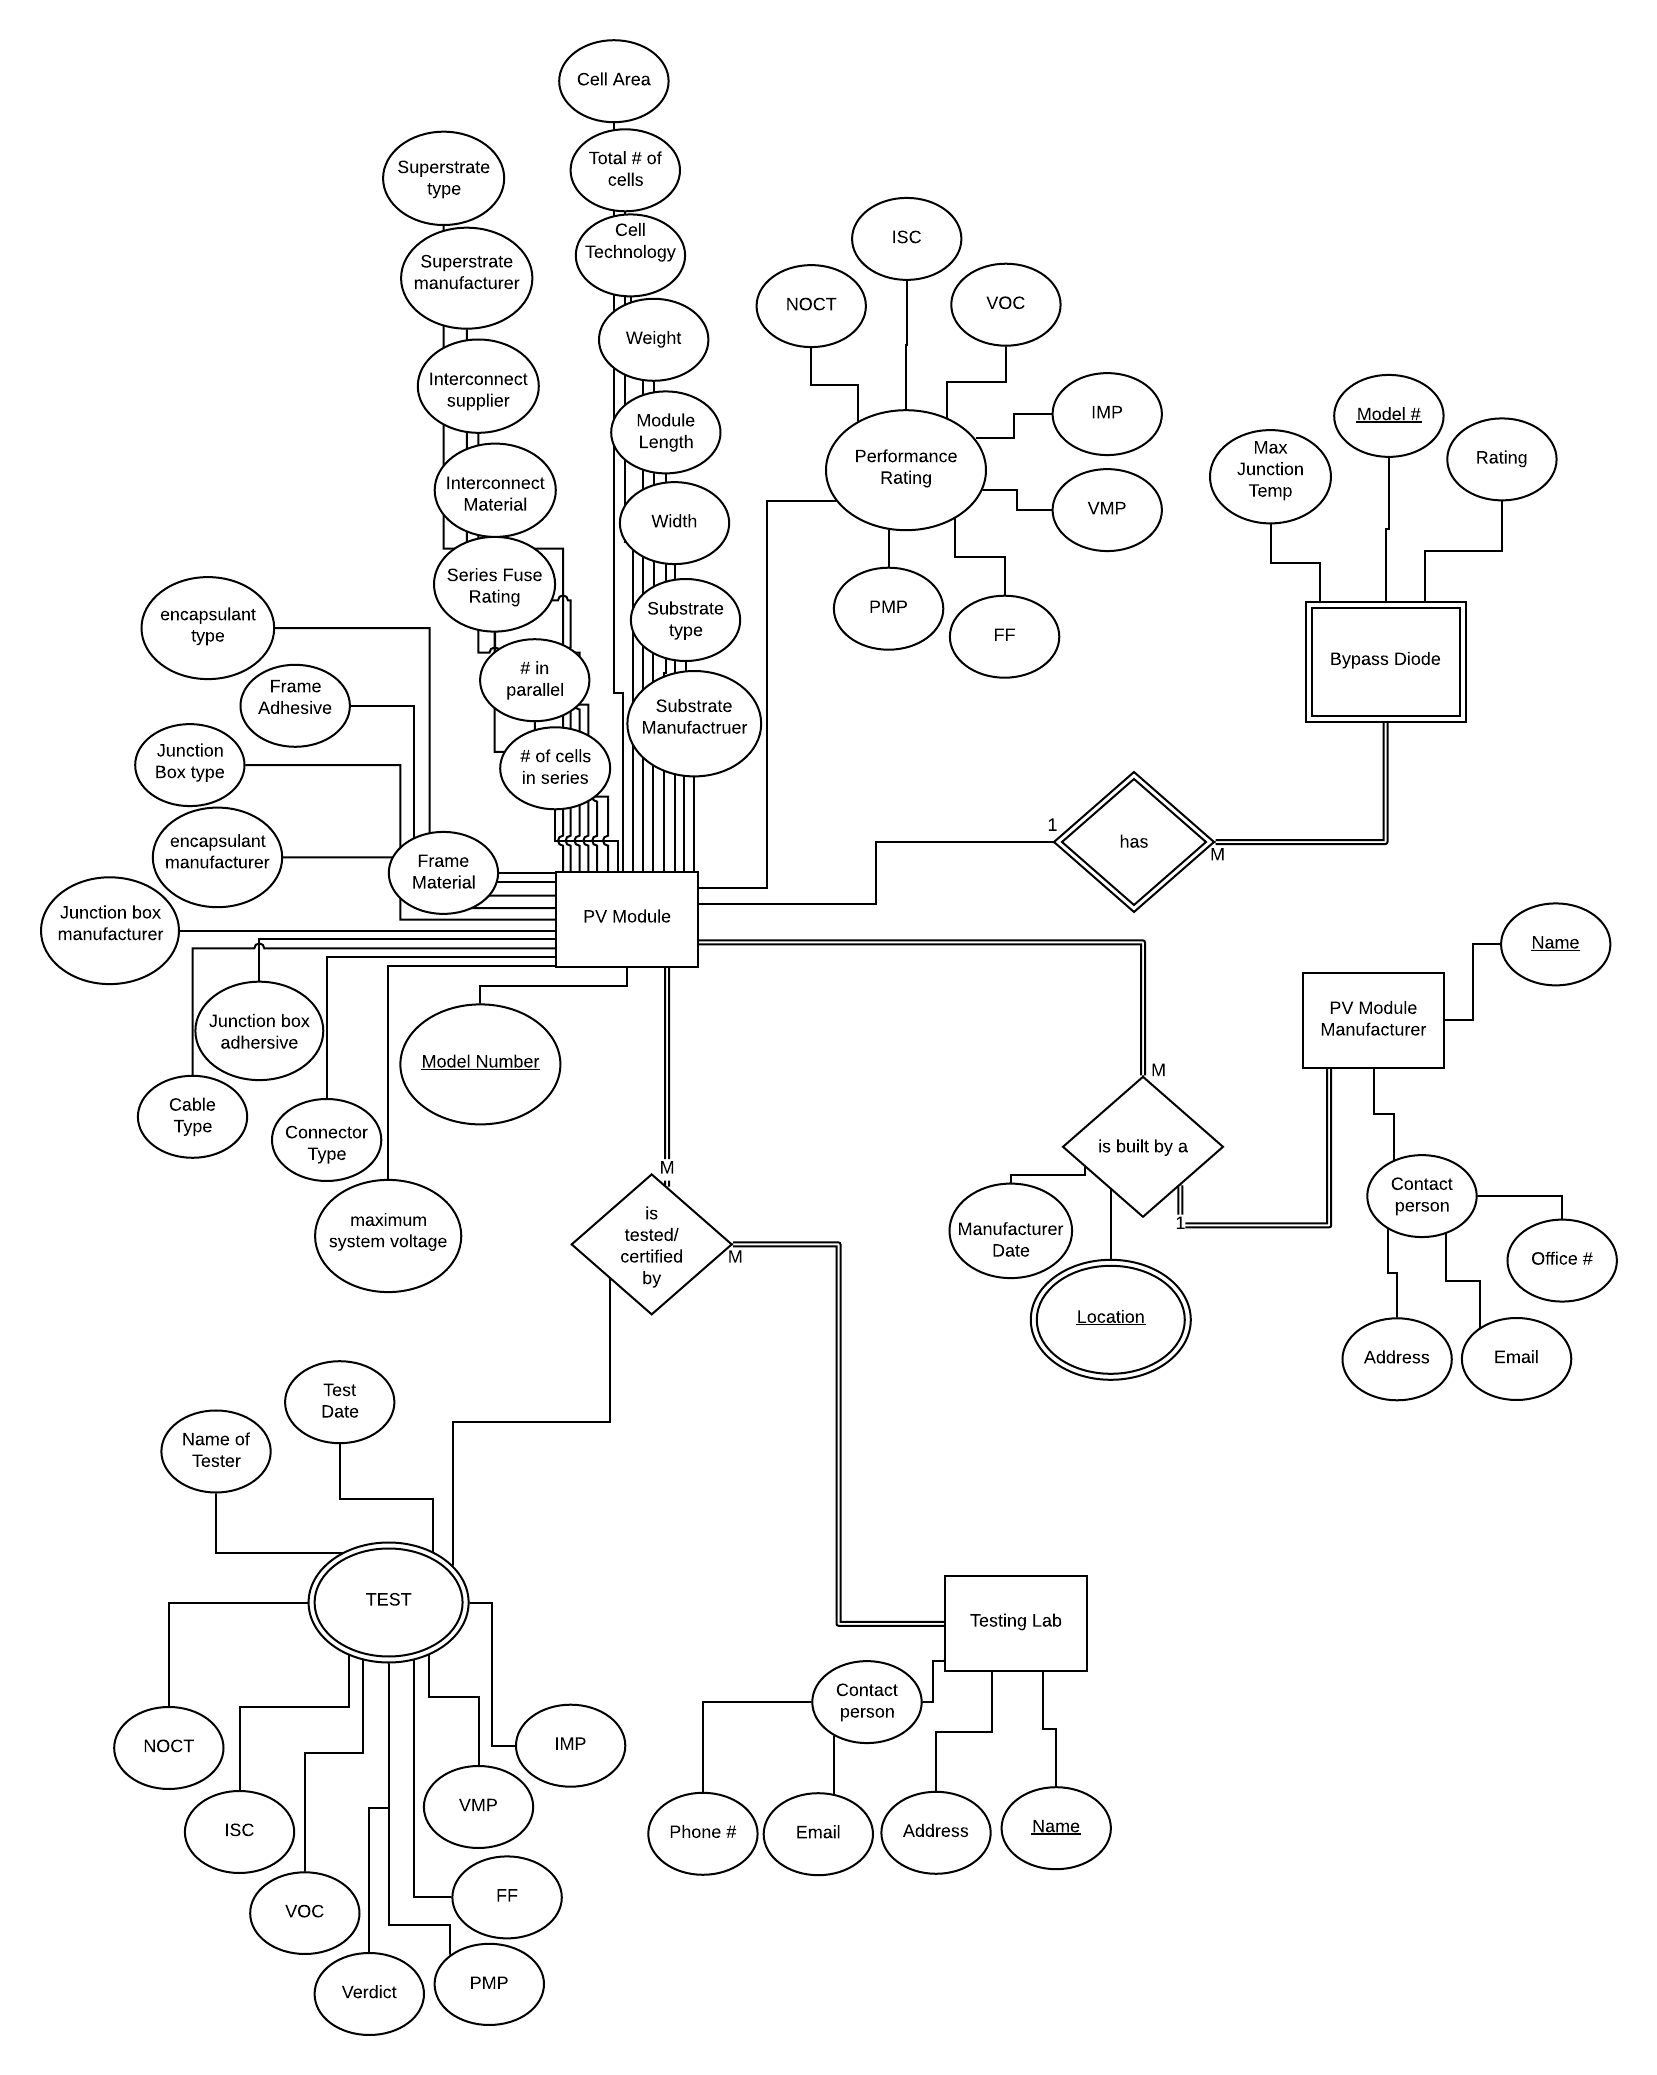 Cell Area
Total # of
cells
Cell
Technology
Weight
Module
Length
Width
Substrate
type
Substrate
Manufactruer
Superstrate
type
Superstrate
manufacturer
Interconnect
supplier
Interconnect
Material
Series Fuse
Rating
# in
parallel
# of cells
in series
ISC
NOCT
VOC
IMP
Performance
Rating
VMP
PMP
FF
Model #
Max
Junction
Temp
Rating
Bypass Diode
encapsulant
type
Frame
Adhesive
Junction
Box type
encapsulant
manufacturer
Frame
Material
Junction box
manufacturer
PV Module
1
has
M
Junction box
adhersive
Cable
Type
Connector
Type
maximum
system voltage
Model Number
Name
PV Module
Manufacturer
M
is built by a
1
Manufacturer
Date
Location
Contact
person
Office #
Address
Email
M
is
tested/
certified
by
M
Test
Date
Name of
Tester
TEST
NOCT
ISC
VOC
Verdict
PMP
FF
VMP
IMP
Testing Lab
Contact
person
Phone #
Email
Address
Name